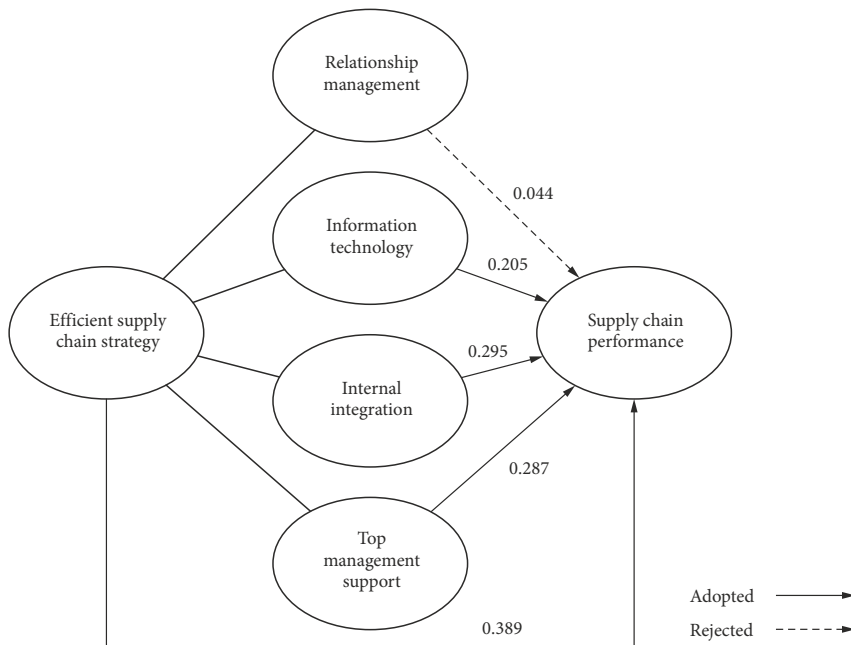 Relationship
management
0.044
Information
technology
0.205
Efficient supply
chain strategy
Supply chain
performance
0.295
Internal
integration
0.287
Top
management
support
0.389
Adopted
Rejected